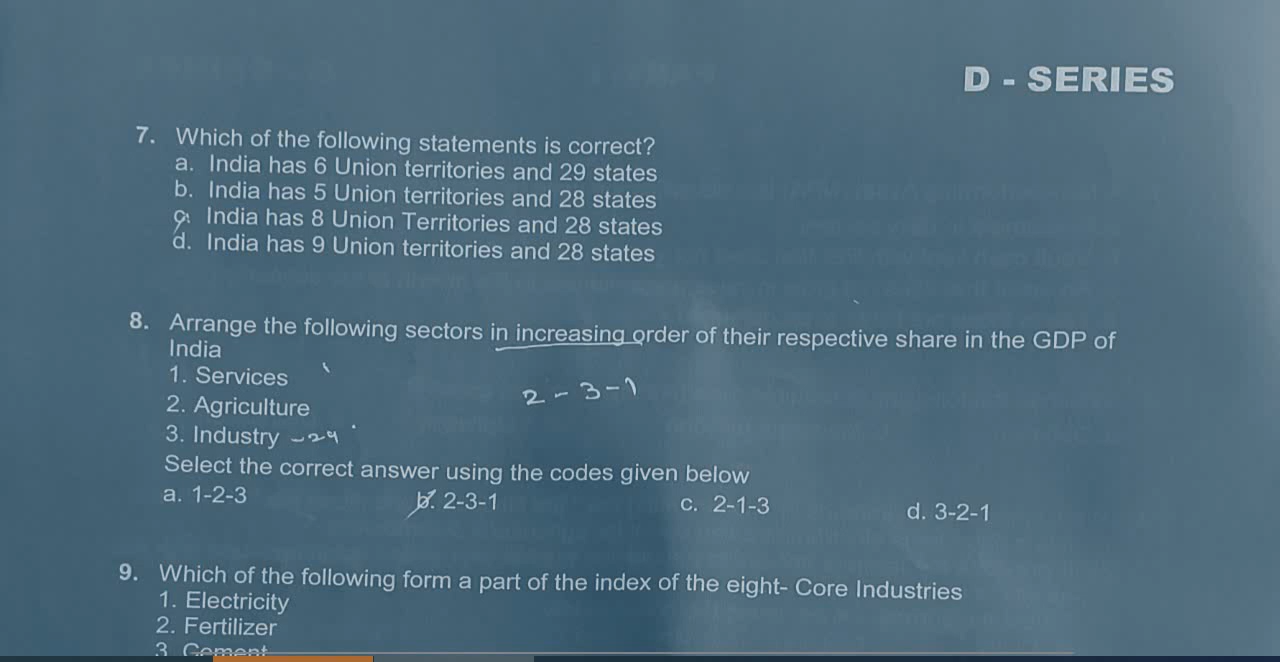 D - SERIES
7. Which of the following statements is correct?
a. India has 6 Union territories and 29 states
b. India has 5 Union territories and 28 states
c. India has 8 Union Territories and 28 states
d. India has 9 Union territories and 28 states
8. Arrange the following sectors in increasing order of their respective share in the GDP of
India
1. Services
2. Agriculture
2 - 3 - 1
3. Industry - 24
Select the correct answer using the codes given below
a. 1-2-3 b. 2-3-1 c. 2-1-3 d. 3-2-1
9. Which of the following form a part of the index of the eight- Core Industries
1. Electricity
2. Fertilizer
3. Cement